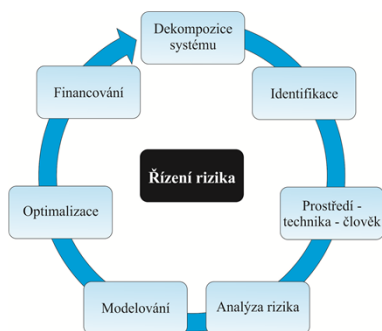 Dekompozice
systému
Identifikace
Prostředí -
technika - člověk
Analýza rizika
Modelování
Optimalizace
Financování
Řízení rizika